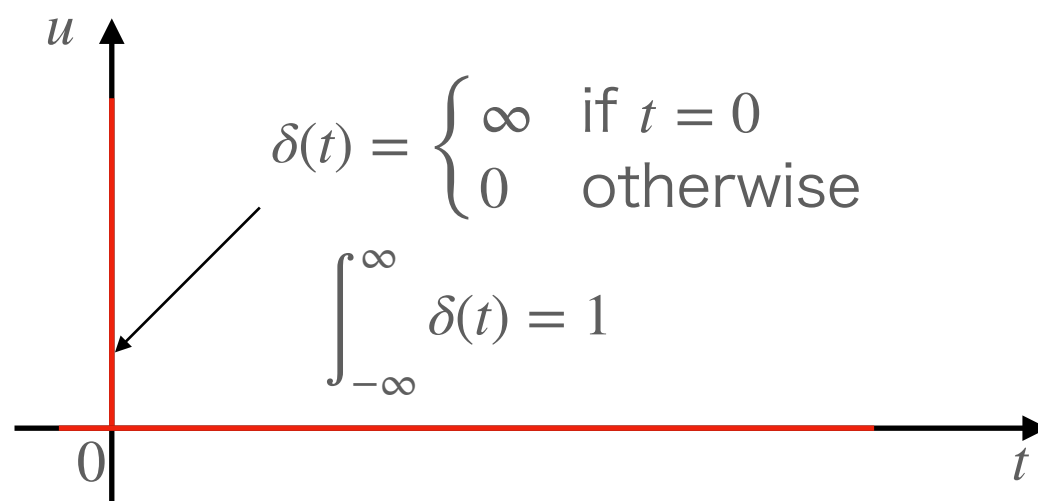 u
δ(t) = { ∞ if t = 0
0 otherwise
∫_{-∞}^{∞} δ(t) = 1
0
t